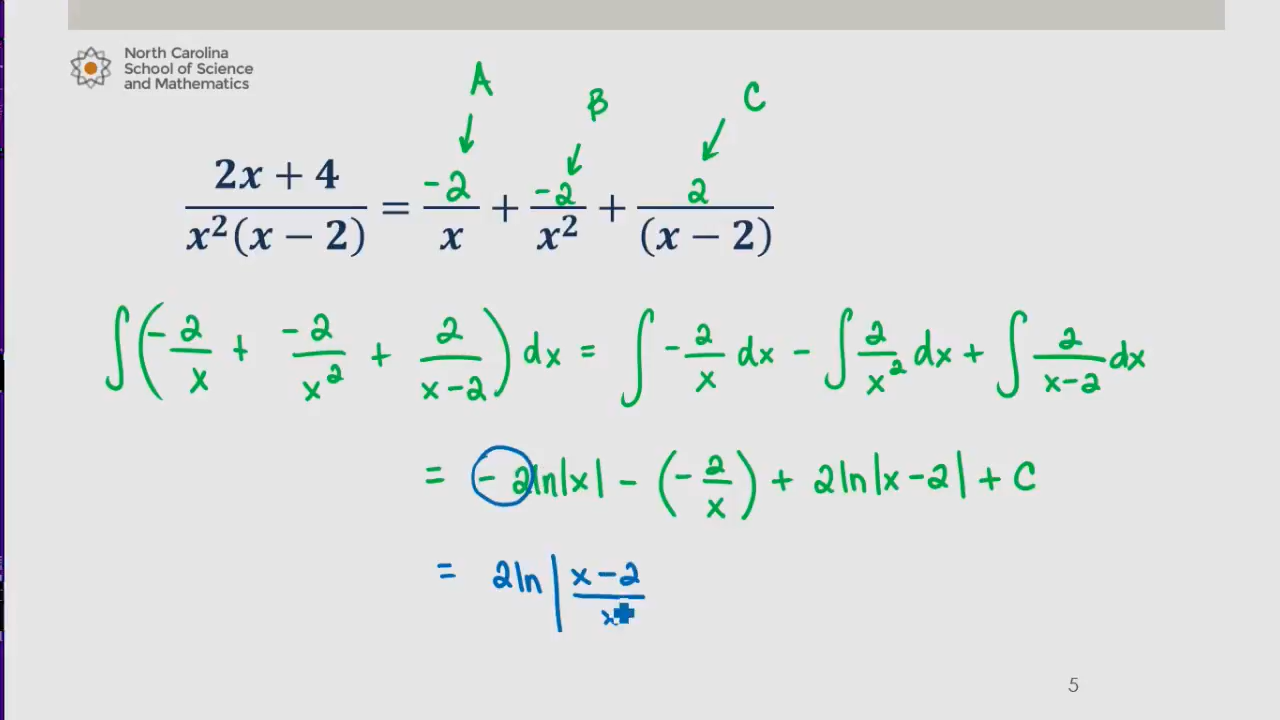 North Carolina
School of Science
and Mathematics
A B C
2x + 4 / x²(x − 2) = -2 / x + -2 / x² + 2 / (x − 2)
∫(-2/x + -2/x² + 2/x-2) dx = ∫ -2/x dx - ∫ 2/x² dx + ∫ 2/x-2 dx
= -2ln|x| - (-2/x) + 2ln|x-2| + C
= 2ln| x-2 / x
5